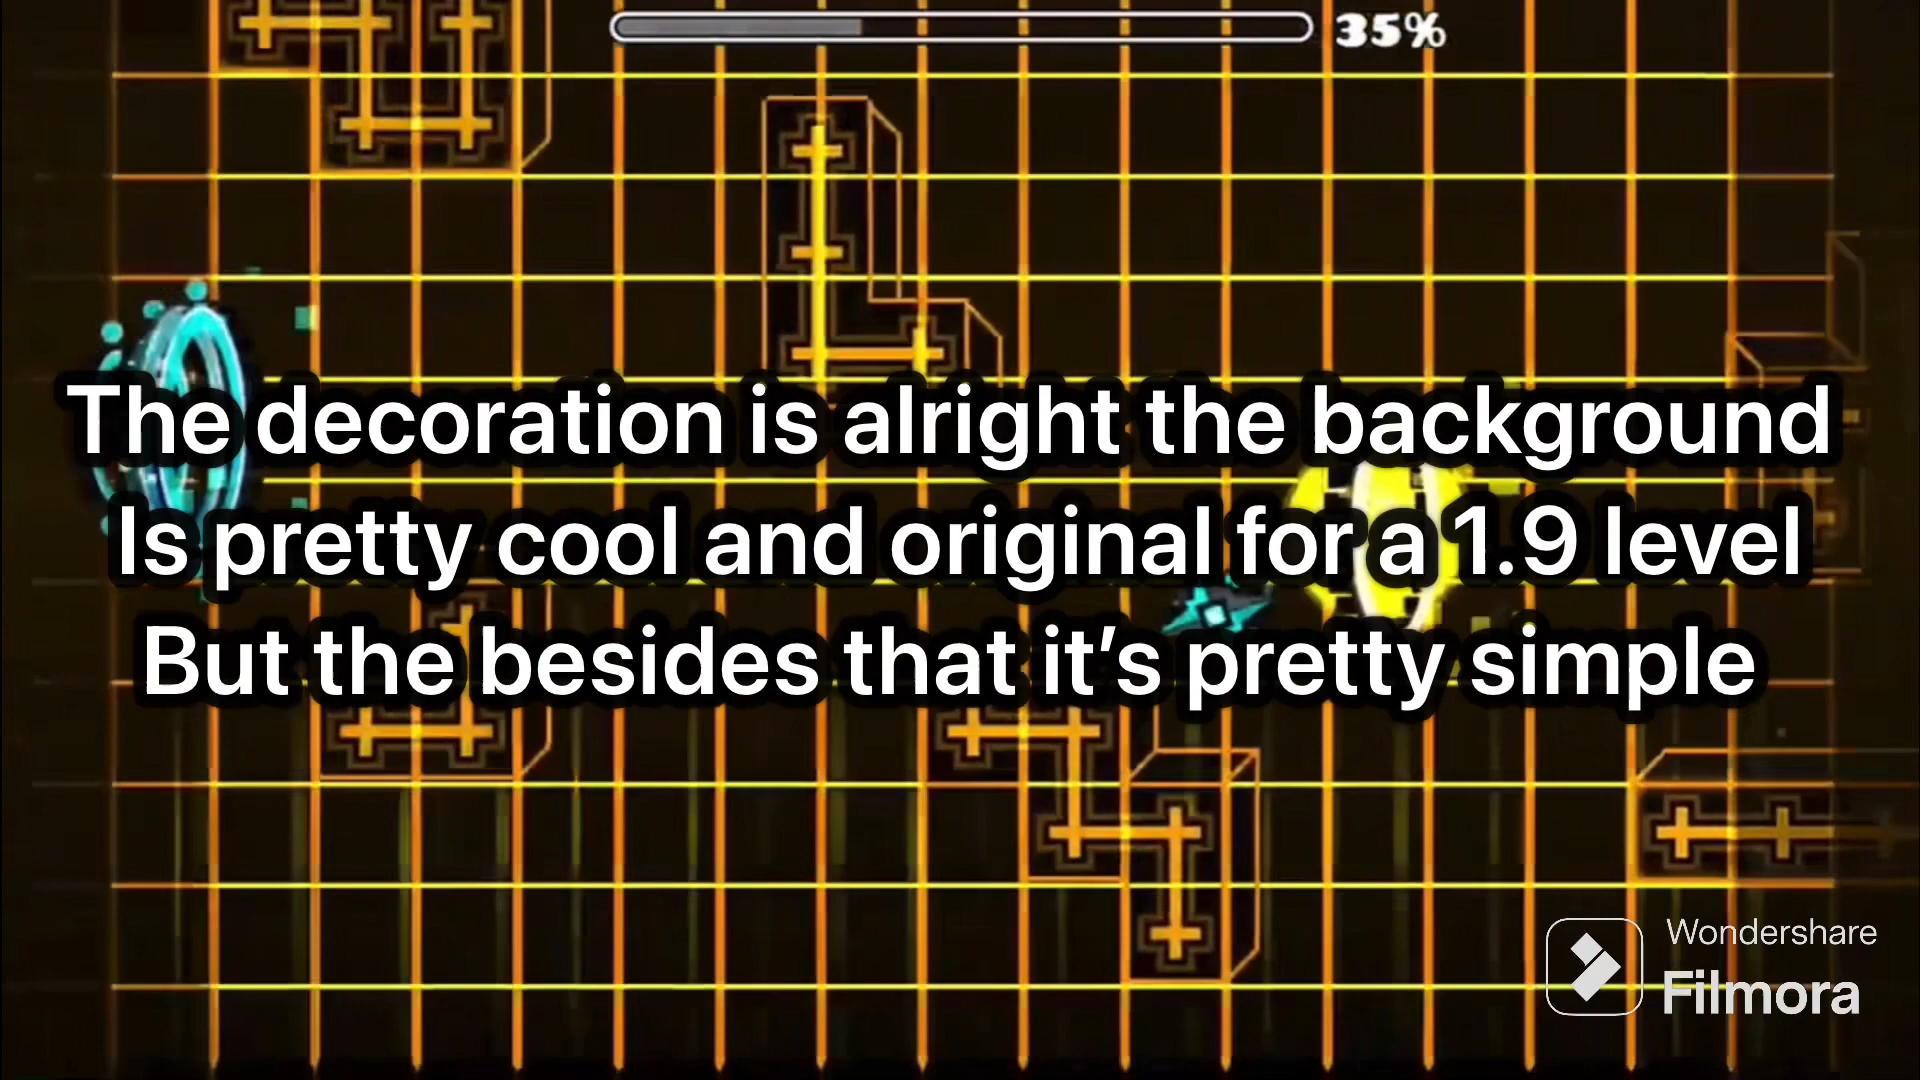 35%
The decoration is alright the background
Is pretty cool and original for a 1.9 level
But the besides that it’s pretty simple
Wondershare
Filmora